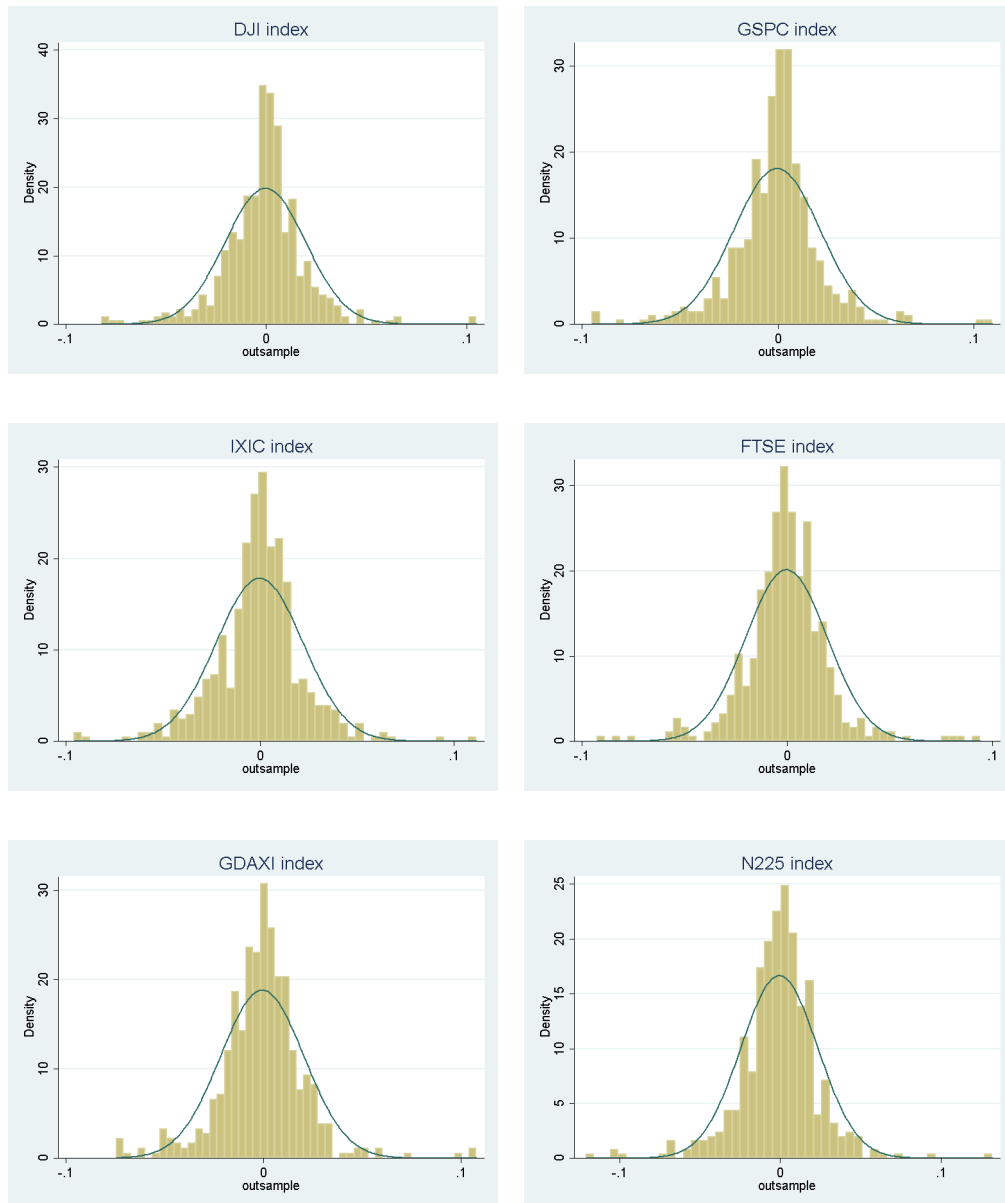 DJI index
Density
0 10 20 30 40
-.1 0 .1
outsample
GSPC index
Density
0 10 20 30
-.1 0 .1
outsample
IXIC index
Density
0 10 20 30
-.1 0 .1
outsample
FTSE index
Density
0 10 20 30
-.1 0 .1
outsample
GDAXI index
Density
0 10 20 30
-.1 0 .1
outsample
N225 index
Density
0 5 10 15 20 25
-.1 0 .1
outsample